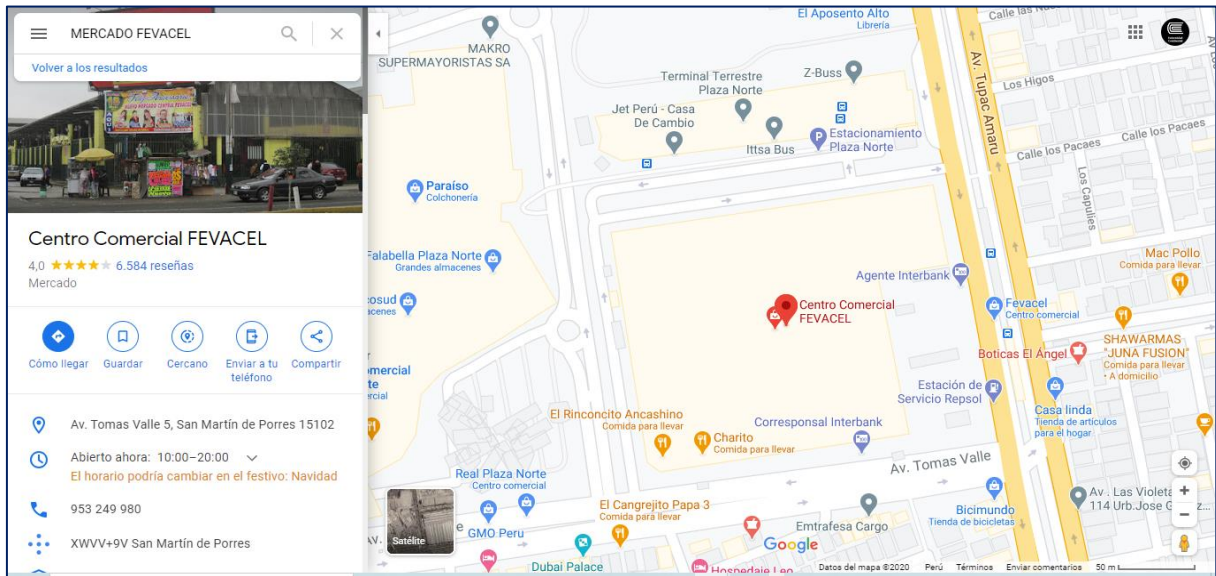 MERCADO FEVACEL
Volver a los resultados
Centro Comercial FEVACEL
4,0
6.584 reseñas
Mercado
Cómo llegar
Guardar
Cercano
Enviar a tu
teléfono
Compartir
Av. Tomas Valle 5, San Martín de Porres 15102
Abierto ahora: 10:00–20:00
El horario podría cambiar en el festivo: Navidad
953 249 980
XWVV+9V San Martín de Porres
El Aposento Alto
Librería
MAKRO
SUPERMAYORISTAS SA
Terminal Terrestre
Plaza Norte
Z-Buss
Jet Perú - Casa
De Cambio
Ittsa Bus
P
Estacionamiento
Plaza Norte
Av. Tupac Amaru
Los Higos
Calle los Pacaes
Calle los Pacaes
Los Capulíes
Paraíso
Colchonería
Falabella Plaza Norte
Grandes almacenes
cosud
acenes
Agente Interbank
Mac Pollo
Comida para llevar
Centro Comercial
FEVACEL
Fevacel
Centro comercial
Boticas El Ángel
SHAWARMAS
"JUNA FUSION"
Comida para llevar
• A domicilio
omercial
te
rcial
Estación de
Servicio Repsol
Casa linda
Tienda de artículos
para el hogar
El Rinconcito Ancashino
Comida para llevar
Charito
Comida para llevar
Corresponsal Interbank
Av. Tomas Valle
Real Plaza Norte
Centro comercial
Satélite
e
Av.
GMO Peru
El Cangrejito Papa 3
Comida para llevar
Emtrafesa Cargo
Bicimundo
Tienda de bicicletas
Av . Las Violeta
114 Urb.Jose G
Dubai Palace
Hospedaje Leo
Google
Datos del mapa ©2020
Perú
Términos
Enviar comentarios
50 m